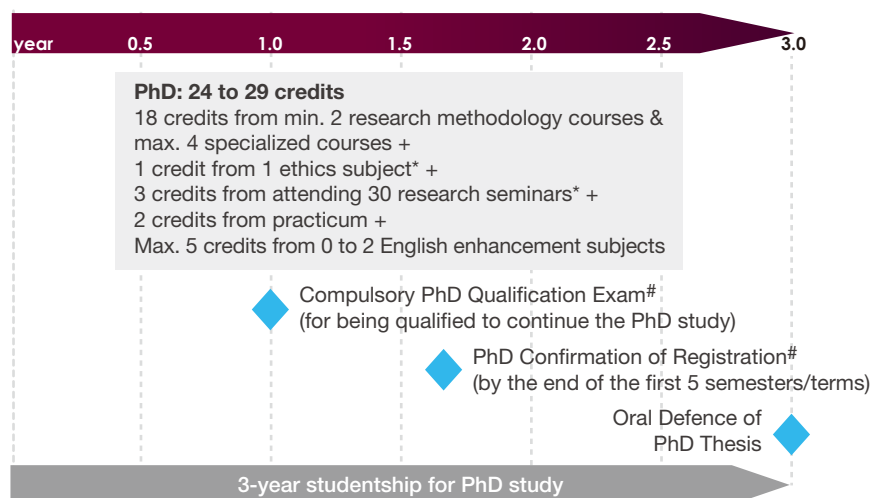 year 0.5 1.0 1.5 2.0 2.5 3.0
PhD: 24 to 29 credits
18 credits from min. 2 research methodology courses &
max. 4 specialized courses +
1 credit from 1 ethics subject* +
3 credits from attending 30 research seminars* +
2 credits from practicum +
Max. 5 credits from 0 to 2 English enhancement subjects
Compulsory PhD Qualification Exam#
(for being qualified to continue the PhD study)
PhD Confirmation of Registration#
(by the end of the first 5 semesters/terms)
Oral Defence of
PhD Thesis
3-year studentship for PhD study